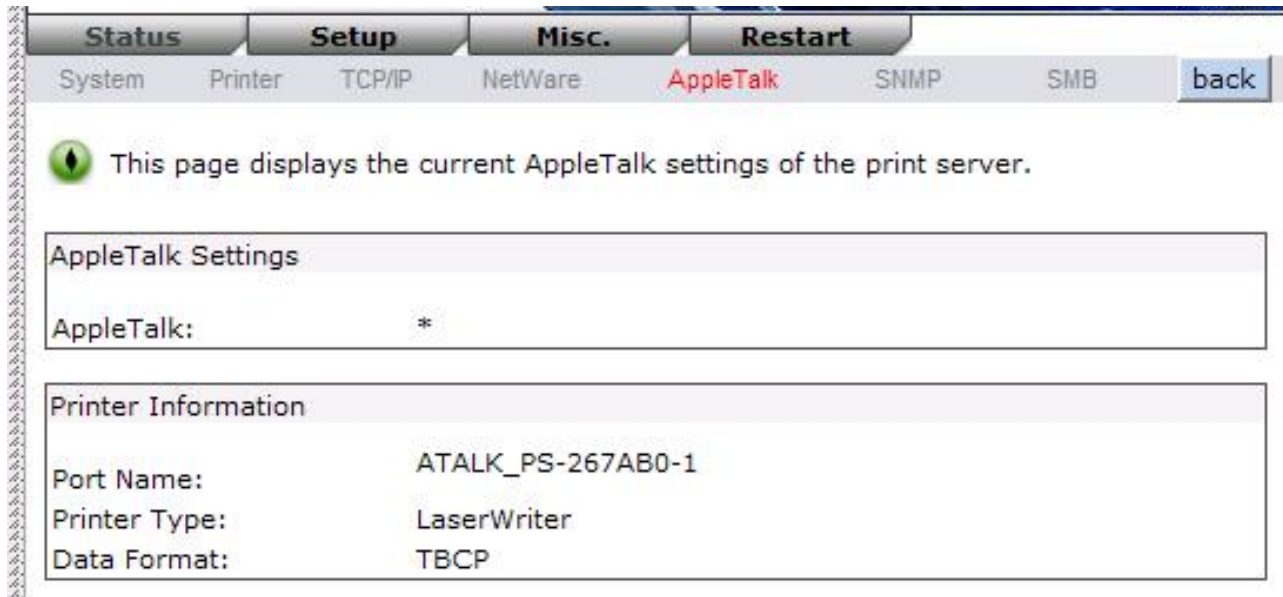 Status Setup Misc. Restart
System Printer TCP/IP NetWare AppleTalk SNMP SMB back
This page displays the current AppleTalk settings of the print server.
AppleTalk Settings
AppleTalk: *
Printer Information
Port Name: ATALK_PS-267AB0-1
Printer Type: LaserWriter
Data Format: TBCP